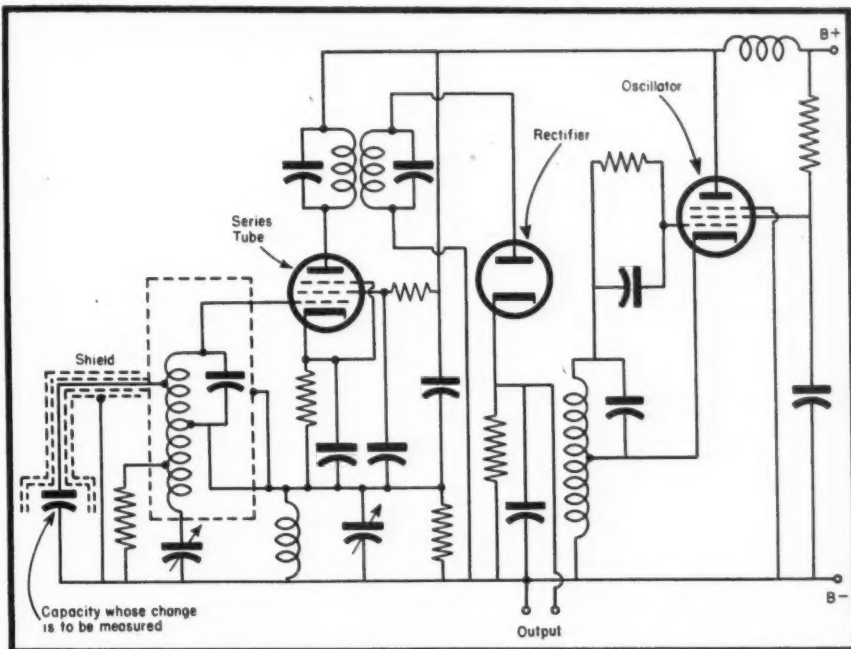 B+
Oscillator
Rectifier
Series
Tube
Shield
Capacity whose change
is to be measured
Output
B−